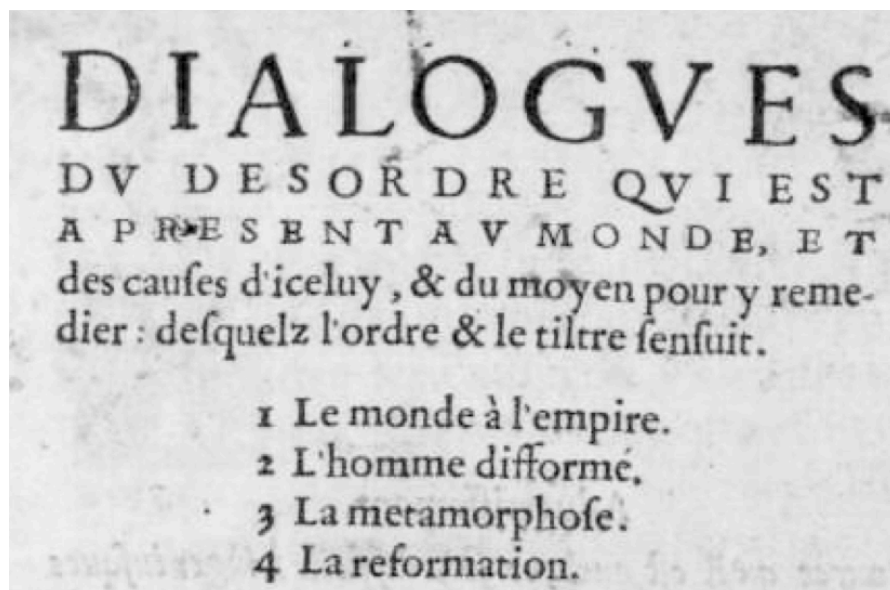 DIALOGVES
DV DESORDRE QVI EST
A PRESENT AV MONDE, ET
des cauſes d'iceluy, & du moyen pour y reme-
dier : deſquelz l'ordre & le tiltre ſenſuit.
1 Le monde à l'empire.
2 L'homme difformé.
3 La metamorphoſe.
4 La reformation.